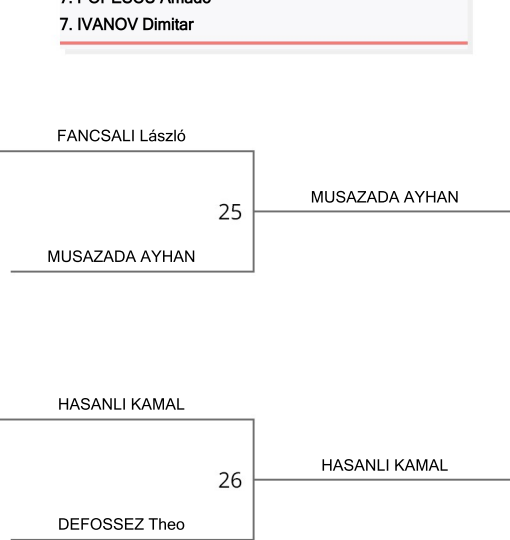 7. IVANOV Dimitar
FANCSALI László
25
MUSAZADA AYHAN
MUSAZADA AYHAN
HASANLI KAMAL
26
HASANLI KAMAL
DEFOSSEZ Theo